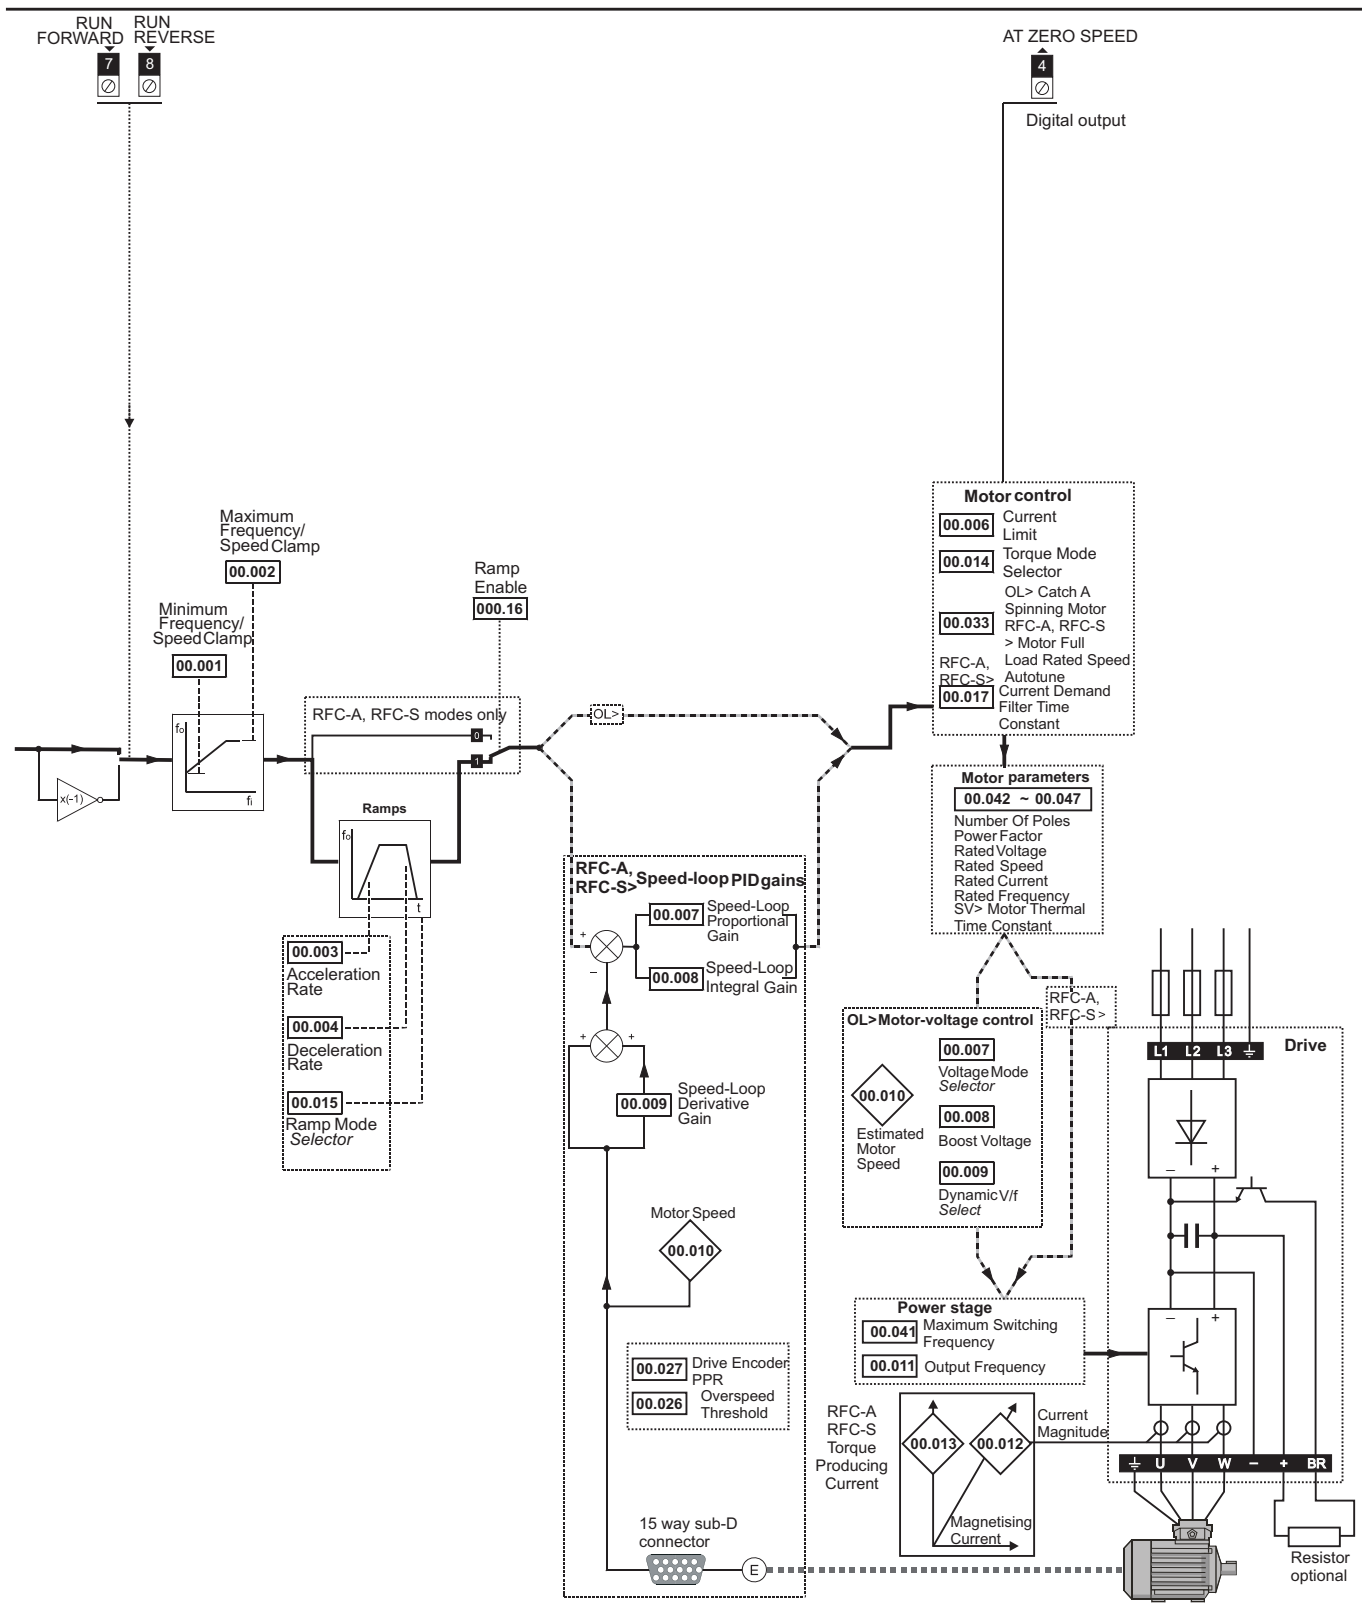 RUN
FORWARD
RUN
REVERSE
7
8
AT ZERO SPEED
4
Digital output
Maximum
Frequency/
Speed Clamp
00.002
Minimum
Frequency/
Speed Clamp
00.001
fo
fi
x(-1)
Ramp
Enable
000.16
RFC-A, RFC-S modes only
0
1
Ramps
fo
t
00.003
Acceleration
Rate
00.004
Deceleration
Rate
00.015
Ramp Mode
Selector
OL>
RFC-A,
RFC-S>
Speed-loop PID gains
+
–
00.007
Speed-Loop
Proportional
Gain
00.008
Speed-Loop
Integral Gain
+
+
00.009
Speed-Loop
Derivative
Gain
Motor Speed
00.010
00.027
Drive Encoder
PPR
00.026
Overspeed
Threshold
15 way sub-D
connector
E
Motor control
00.006
Current
Limit
00.014
Torque Mode
Selector
00.033
OL> Catch A
Spinning Motor
RFC-A, RFC-S
> Motor Full
Load Rated Speed
Autotune
RFC-A,
RFC-S>
00.017
Current Demand
Filter Time
Constant
Motor parameters
00.042 ~ 00.047
Number Of Poles
Power Factor
Rated Voltage
Rated Speed
Rated Current
Rated Frequency
SV> Motor Thermal
Time Constant
RFC-A,
RFC-S >
OL> Motor-voltage control
00.007
Voltage Mode
Selector
00.010
Estimated
Motor
Speed
00.008
Boost Voltage
00.009
Dynamic V/f
Select
Power stage
00.041
Maximum Switching
Frequency
00.011
Output Frequency
RFC-A
RFC-S
Torque
Producing
Current
00.013
00.012
Current
Magnitude
Magnetising
Current
L1 L2 L3
Drive
– +
– +
U V W – + BR
Resistor
optional